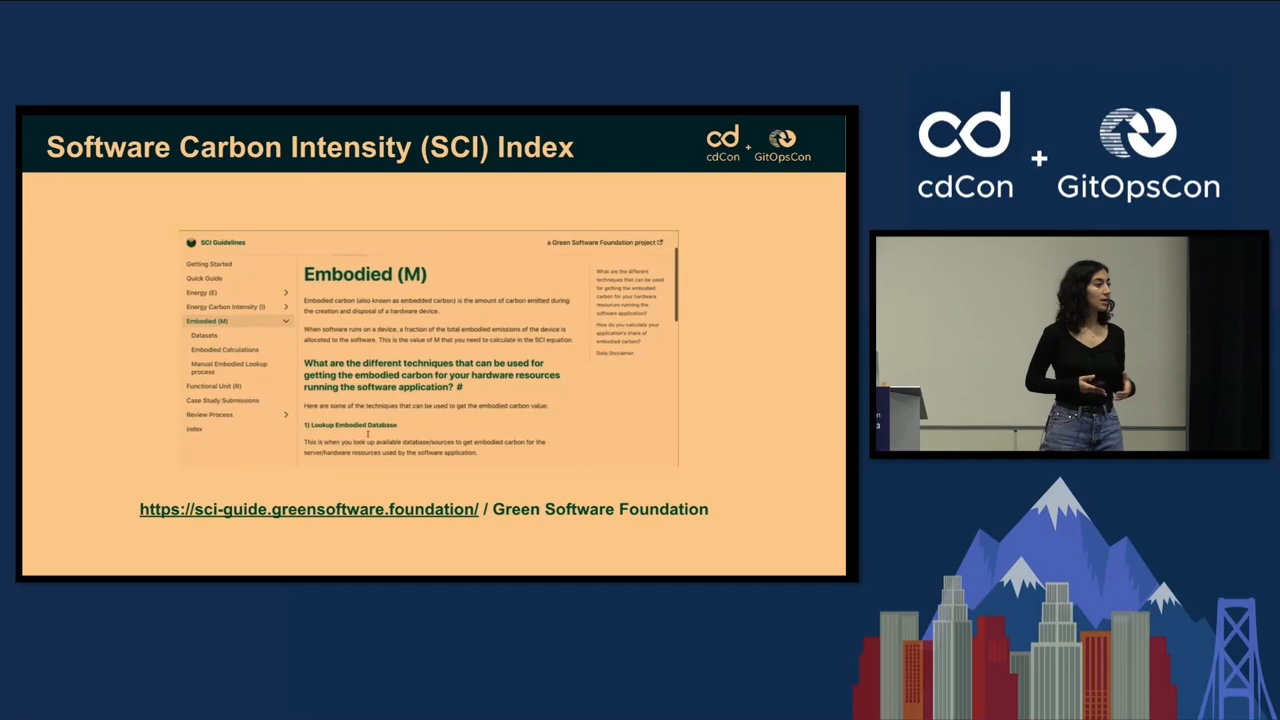 Software Carbon Intensity (SCI) Index
cdCon + GitOpsCon
SCI Guidelines
a Green Software Foundation project
Getting Started
Quick Guide
Energy (E)
Energy Carbon Intensity (I)
Embodied (M)
Datasets
Embodied Calculations
Manual Embodied Lookup
process
Functional Unit (R)
Case Study Submissions
Review Process
index
Embodied (M)
Embodied carbon (also known as embedded carbon) is the amount of carbon emitted during
the creation and disposal of a hardware device.
When software runs on a device, a fraction of the total embodied emissions of the device is
allocated to the software. This is the value of M that you need to calculate in the SCI equation.
What are the different techniques that can be used for
getting the embodied carbon for your hardware resources
running the software application? #
Here are some of the techniques that can be used to get the embodied carbon value:
1) Lookup Embodied Database
This is when you look up available database/sources to get embodied carbon for the
server/hardware resources used by the software application.
What are the different
techniques that can be used
for getting the embodied
carbon for your hardware
resources running the
software application?
How do you calculate your
application's share of
embodied carbon?
Data Disclaimer
https://sci-guide.greensoftware.foundation/ / Green Software Foundation
cd
cdCon + GitOpsCon